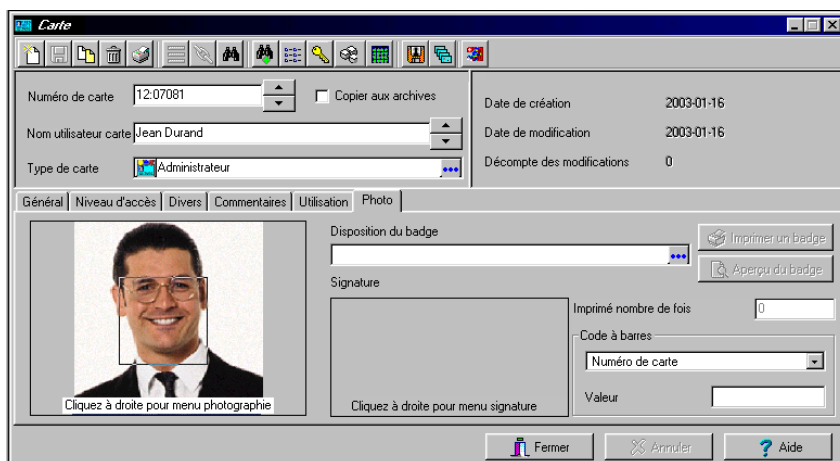 Carte
Numéro de carte
12:07081
Copier aux archives
Nom utilisateur carte
Jean Durand
Type de carte
Administrateur
Date de création
2003-01-16
Date de modification
2003-01-16
Décompte des modifications
0
Général
Niveau d'accès
Divers
Commentaires
Utilisation
Photo
Cliquez à droite pour menu photographie
Disposition du badge
Signature
Cliquez à droite pour menu signature
Imprimer un badge
Aperçu du badge
Imprimé nombre de fois
0
Code à barres
Numéro de carte
Valeur
Fermer
Annuler
? Aide